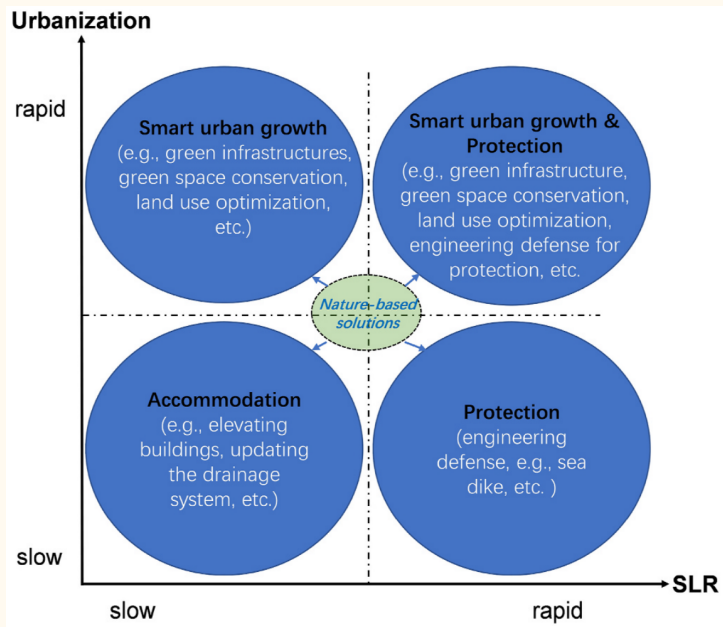 Urbanization
rapid
Smart urban growth
(e.g., green infrastructures,
green space conservation,
land use optimization,
etc.)
Smart urban growth &
Protection
(e.g., green infrastructure,
green space conservation,
land use optimization,
engineering defense for
protection, etc.
Nature-based
solutions
Accommodation
(e.g., elevating
buildings, updating
the drainage
system, etc.)
Protection
(engineering
defense, e.g., sea
dike, etc. )
slow
SLR
slow
rapid